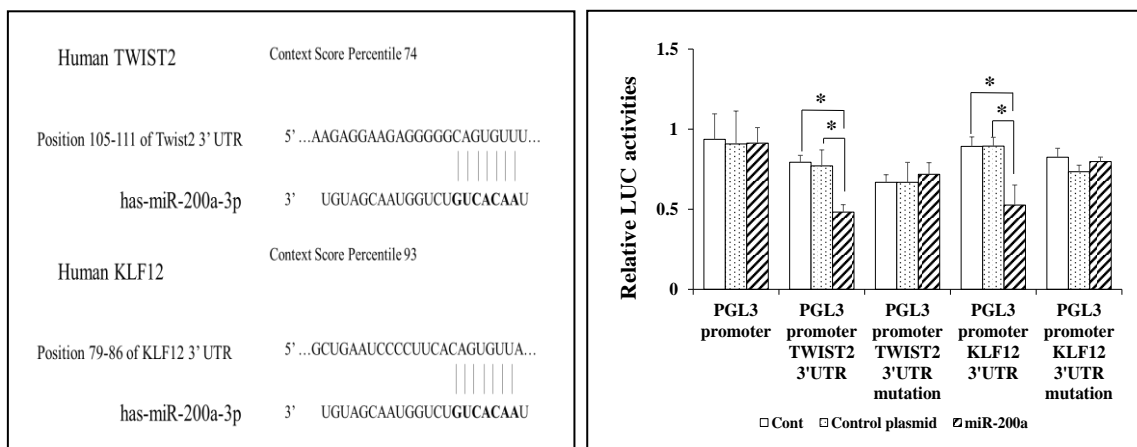 Human TWIST2 Context Score Percentile 74
Position 105-111 of Twist2 3’ UTR 5’ …AAGAGGAAGAGGGGGCAGUGUUU…
has-miR-200a-3p 3’ UGUAGCAAUGGUCUGUCACAAU
Human KLF12 Context Score Percentile 93
Position 79-86 of KLF12 3’ UTR 5’ …GCUGAAUCCCCUUCACAGUGUUA…
has-miR-200a-3p 3’ UGUAGCAAUGGUCUGUCACAAU
Relative LUC activities
1.5
1
0.5
0
*
*
*
*
PGL3
promoter
PGL3
promoter
TWIST2
3'UTR
PGL3
promoter
TWIST2
3'UTR
mutation
PGL3
promoter
KLF12
3'UTR
PGL3
promoter
KLF12
3'UTR
mutation
Cont Control plasmid miR-200a